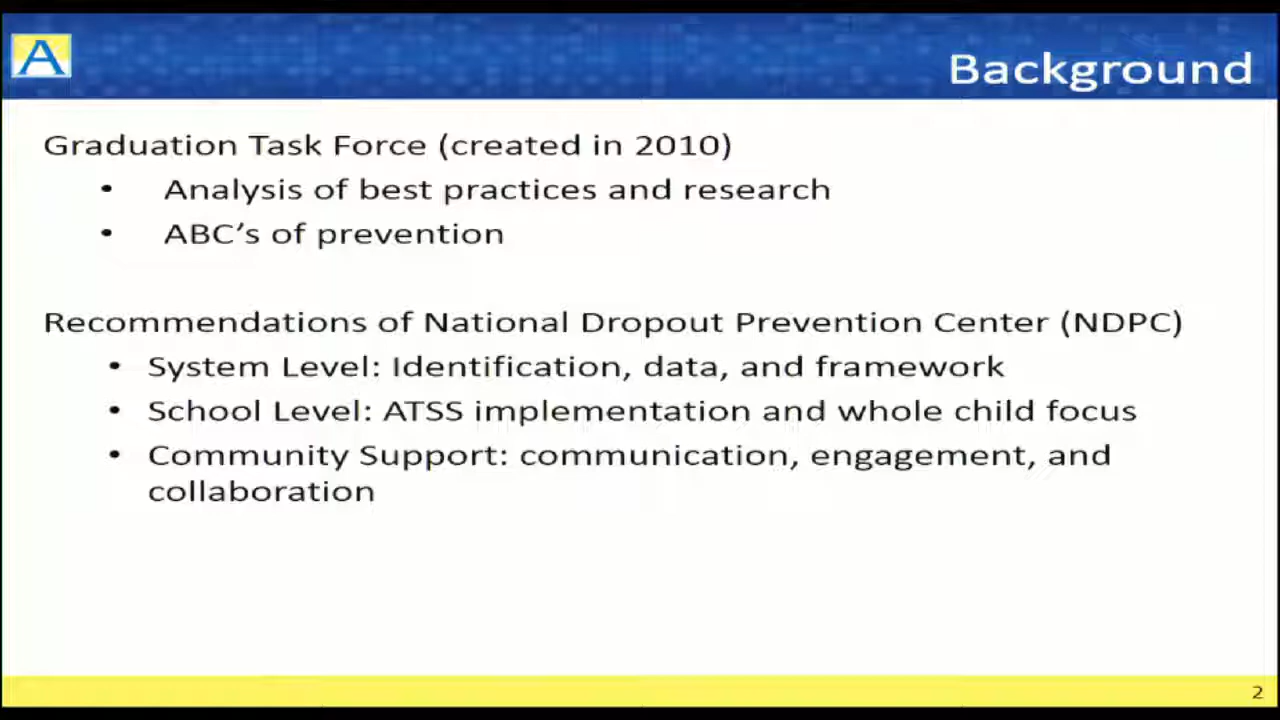 A
Background
Graduation Task Force (created in 2010)
• Analysis of best practices and research
• ABC’s of prevention
Recommendations of National Dropout Prevention Center (NDPC)
• System Level: Identification, data, and framework
• School Level: ATSS implementation and whole child focus
• Community Support: communication, engagement, and
collaboration
2